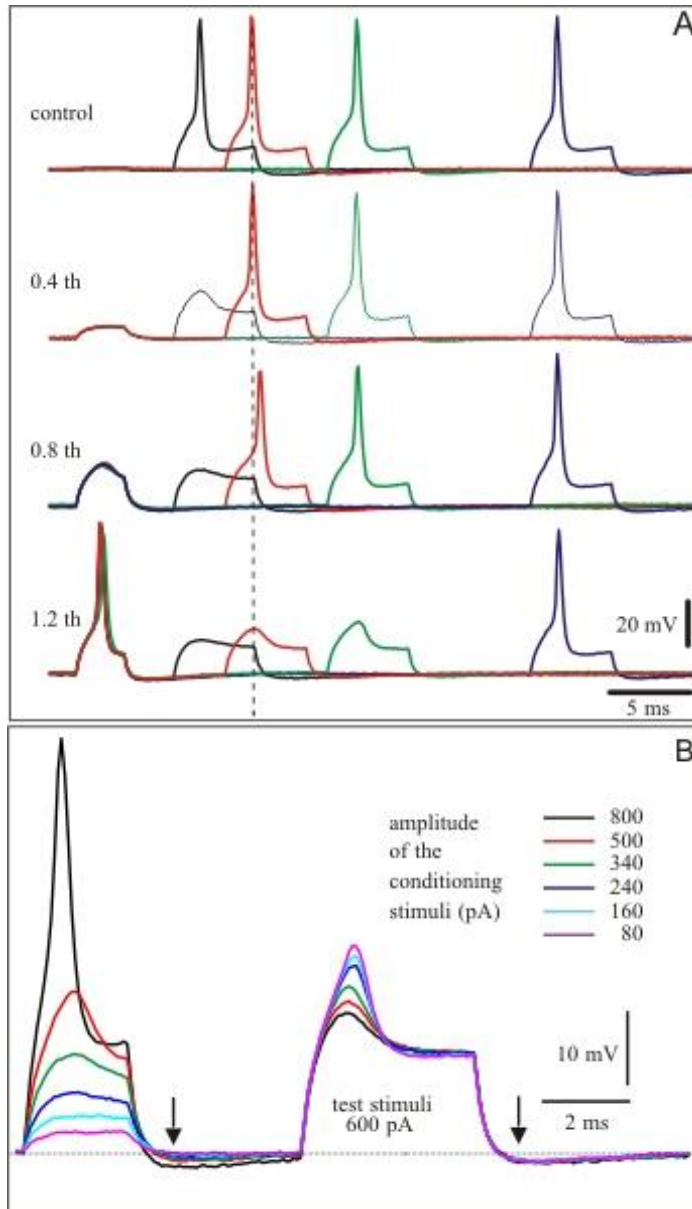 A
control
0.4 th
0.8 th
1.2 th
20 mV
5 ms
B
amplitude
of the
conditioning
stimuli (pA)
800
500
340
240
160
80
10 mV
2 ms
test stimuli
600 pA